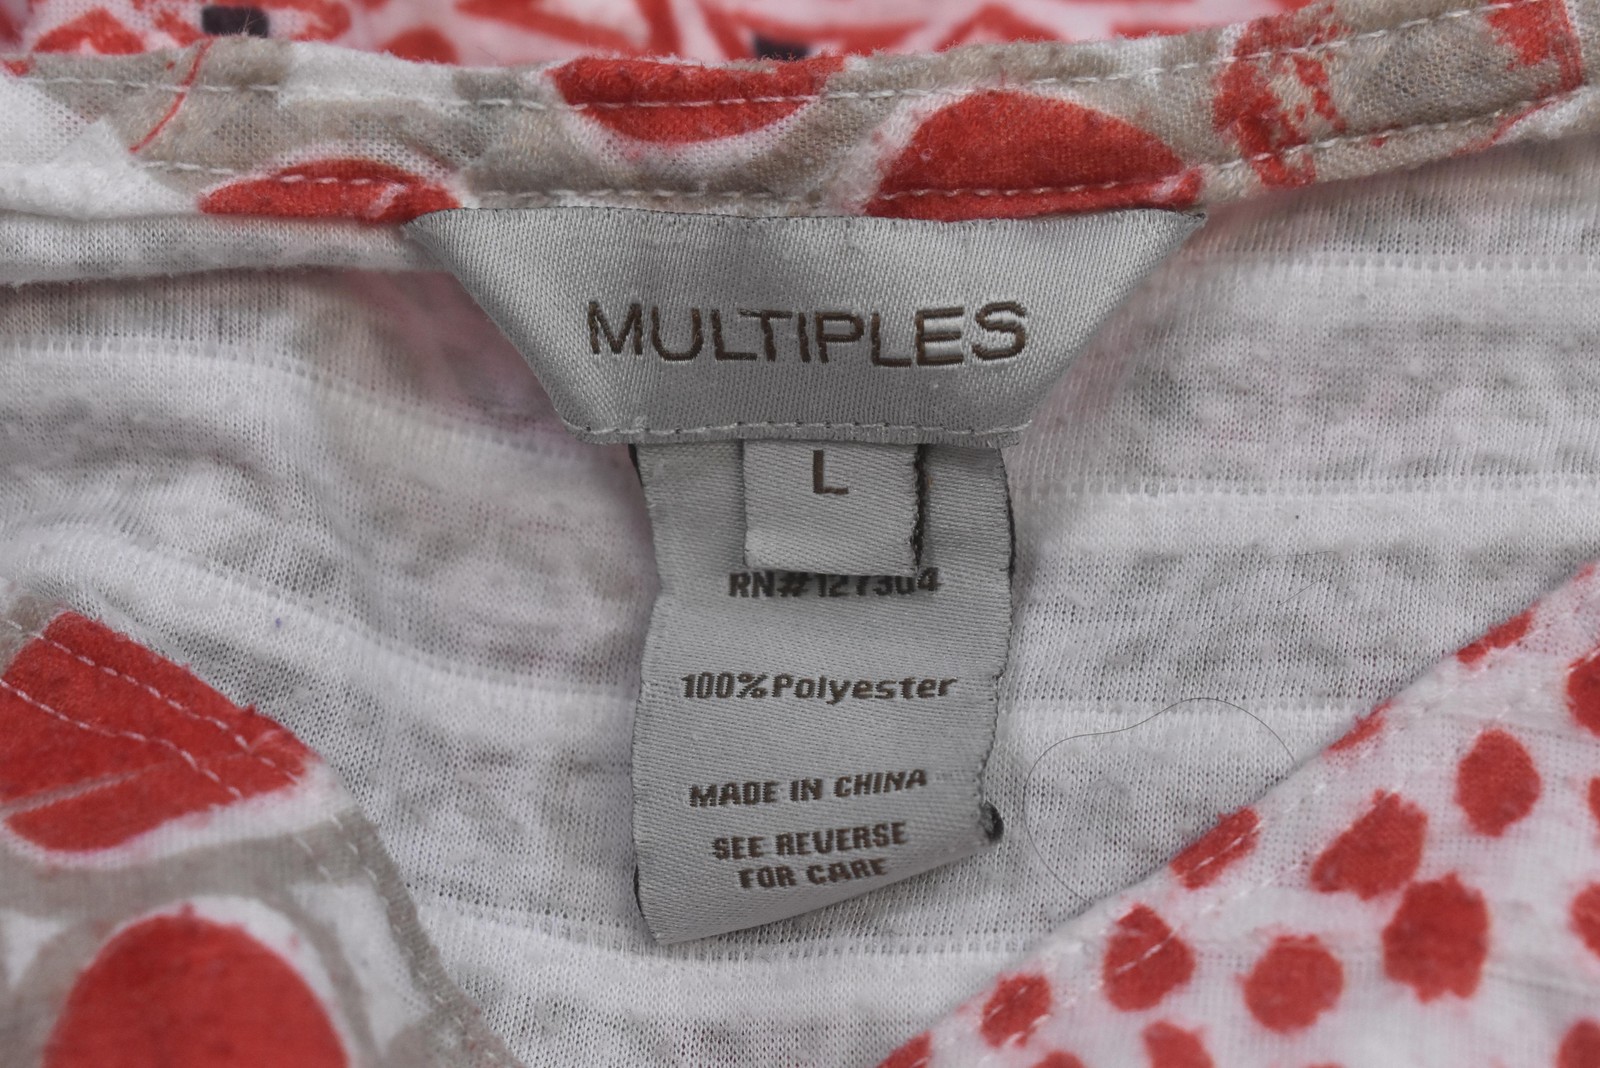 MULTIPLES
L
RN#127304
100%Polyester
MADE IN CHINA
SEE REVERSE
FOR CARE